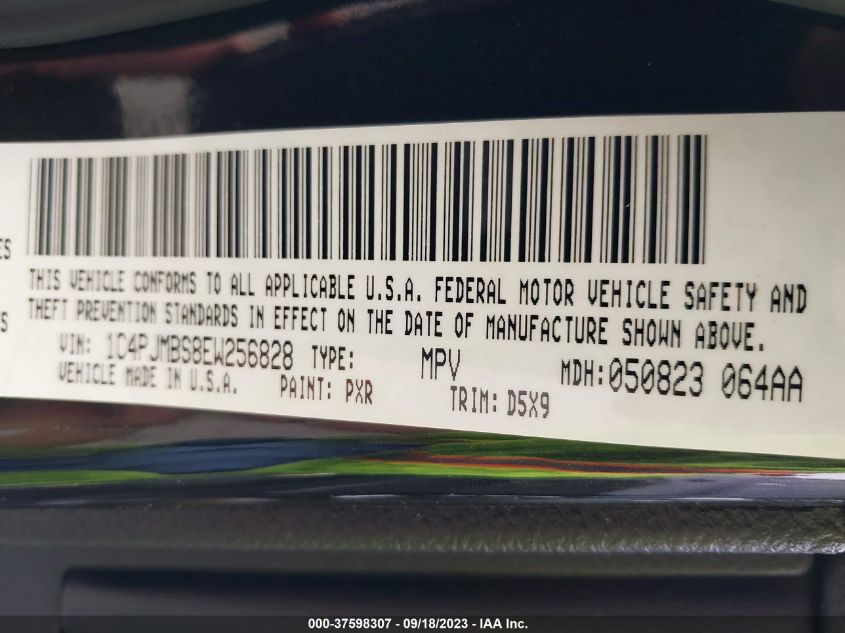 ES
S
THIS VEHICLE CONFORMS TO ALL APPLICABLE U.S.A. FEDERAL MOTOR VEHICLE SAFETY AND
THEFT PREVENTION STANDARDS IN EFFECT ON THE DATE OF MANUFACTURE SHOWN ABOVE.
VIN: 1C4PJMBS8EW256828 TYPE: MPV MDH:050823 064AA
VEHICLE MADE IN U.S.A. PAINT: PXR TRIM: D5X9
000-37598307 - 09/18/2023 - IAA Inc.